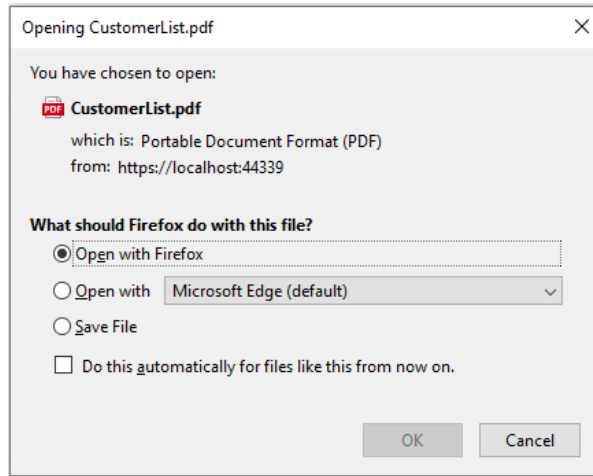 Opening CustomerList.pdf
You have chosen to open:
PDF CustomerList.pdf
which is: Portable Document Format (PDF)
from: https://localhost:44339
What should Firefox do with this file?
Open with Firefox
Open with Microsoft Edge (default)
Save File
Do this automatically for files like this from now on.
OK Cancel